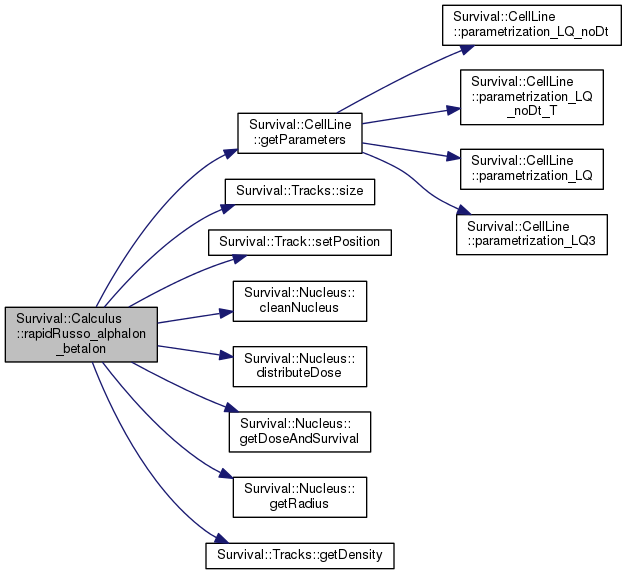 Survival::CellLine
::parametrization_LQ_noDt
Survival::CellLine
::parametrization_LQ
_noDt_T
Survival::CellLine
::getParameters
Survival::CellLine
::parametrization_LQ
Survival::Tracks::size
Survival::CellLine
::parametrization_LQ3
Survival::Track::setPosition
Survival::Nucleus::
cleanNucleus
Survival::Calculus
::rapidRusso_alphaIon
_betaIon
Survival::Nucleus::
distributeDose
Survival::Nucleus::
getDoseAndSurvival
Survival::Nucleus::
getRadius
Survival::Tracks::getDensity